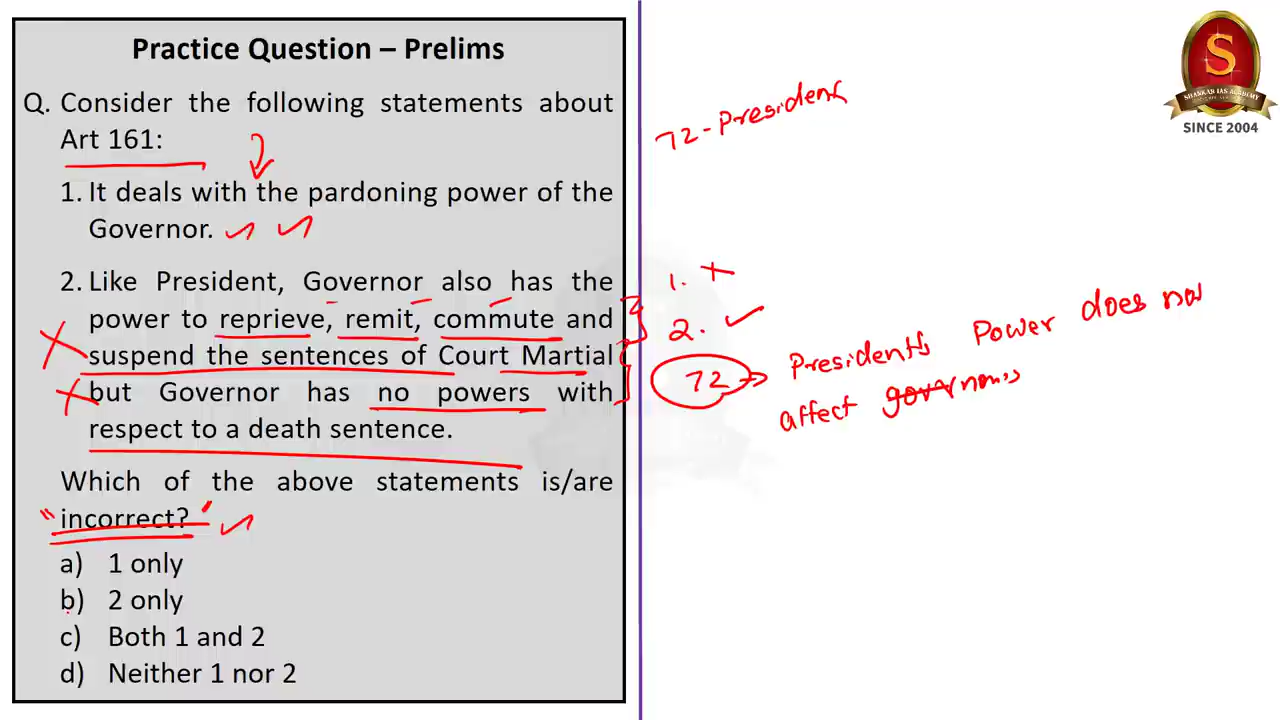 Practice Question – Prelims
Q. Consider the following statements about
Art 161:
1. It deals with the pardoning power of the
Governor.
2. Like President, Governor also has the
power to reprieve, remit, commute and
suspend the sentences of Court Martial
but Governor has no powers with
respect to a death sentence.
Which of the above statements is/are
"incorrect?"
a) 1 only
b) 2 only
c) Both 1 and 2
d) Neither 1 nor 2
72-President
1. ×
2. ✓
72 → Presidents Power does not
affect
SHANKAR IAS ACADEMY
SINCE 2004